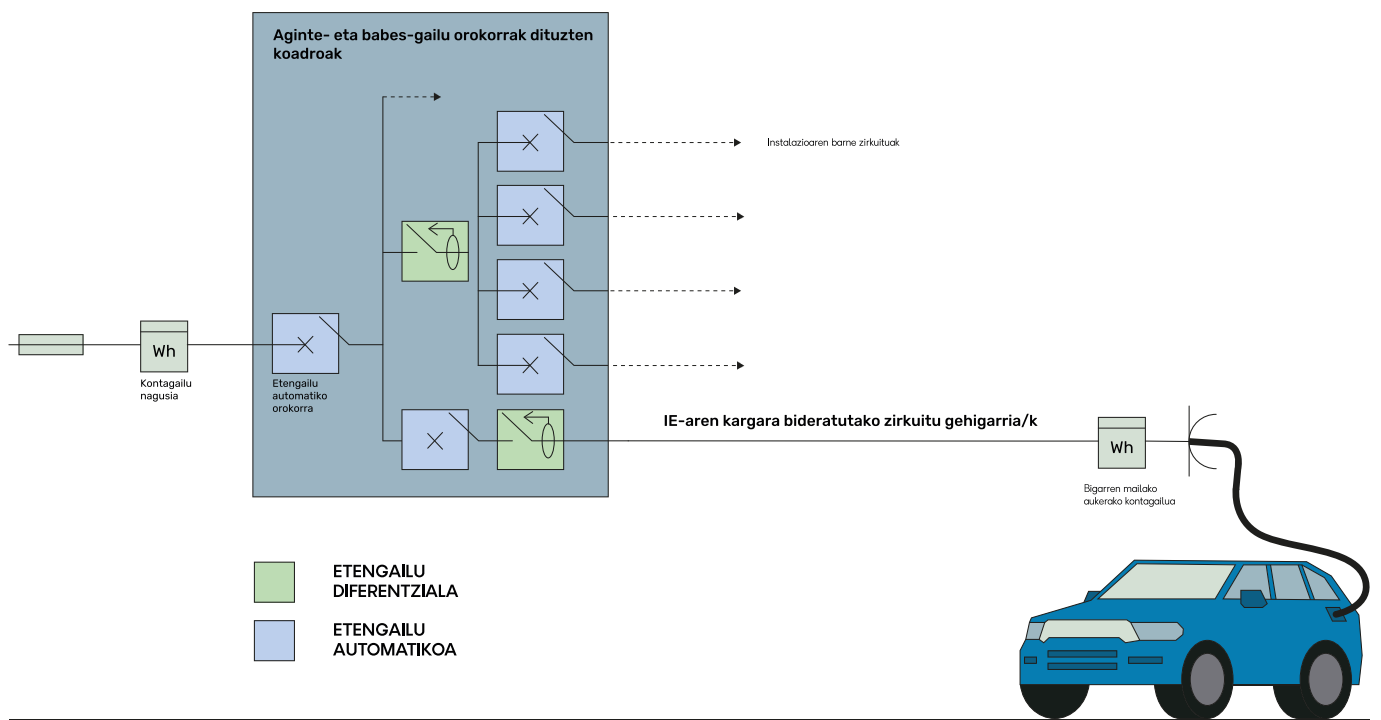 Aginte- eta babes-gailu orokorrak dituzten
koadroak
Instalazioaren barne zirkuituak
Wh
Kontagailu
nagusia
Etengailu
automatiko
orokorra
IE-aren kargara bideratutako zirkuitu gehigarria/k
Wh
Bigarren mailako
aukerako kontagailua
ETENGAILU
DIFERENTZIALA
ETENGAILU
AUTOMATIKOA